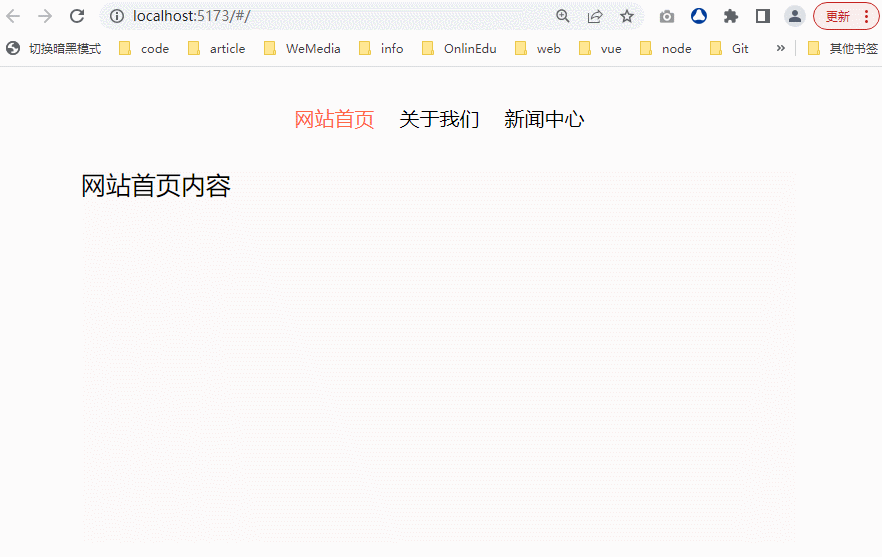 localhost:5173/#/
更新
切换暗黑模式 code article WeMedia info OnlinEdu web vue node Git » 其他书签
网站首页 关于我们 新闻中心
网站首页内容